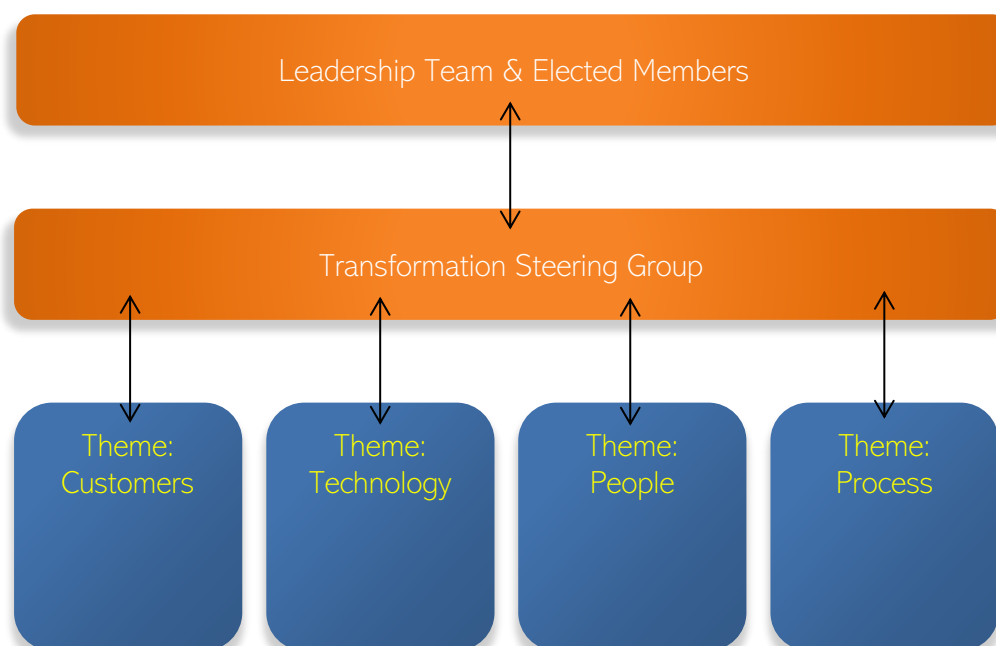 Leadership Team & Elected Members
Transformation Steering Group
Theme:
Customers
Theme:
Technology
Theme:
People
Theme:
Process